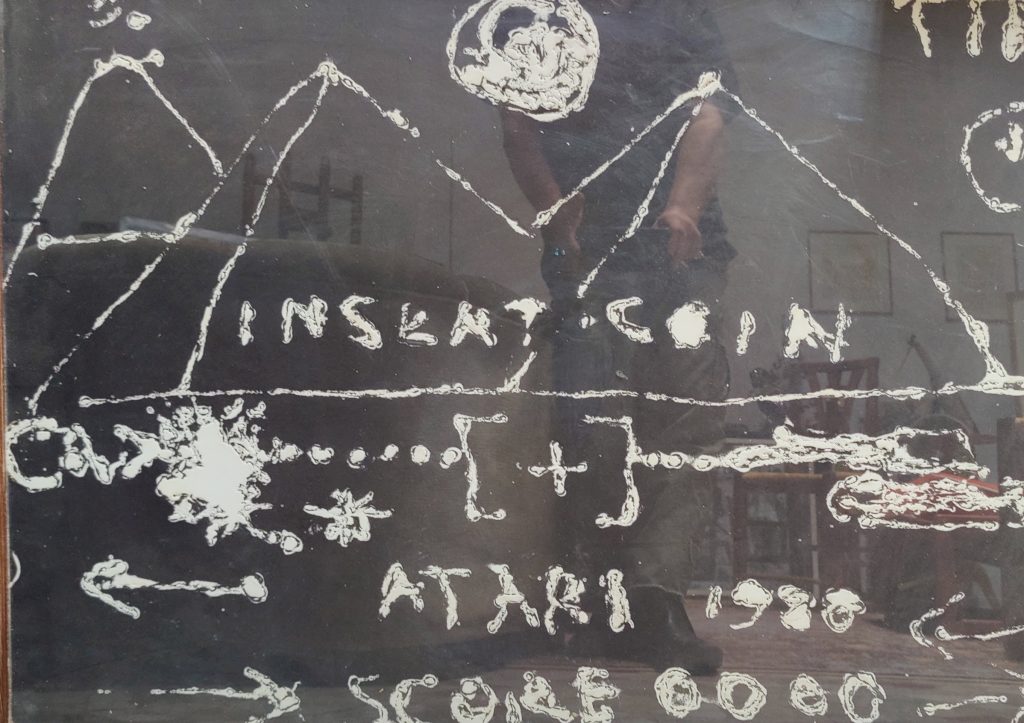 INSERT COIN
[+]
*
ATARI 1980
SCORE 0000